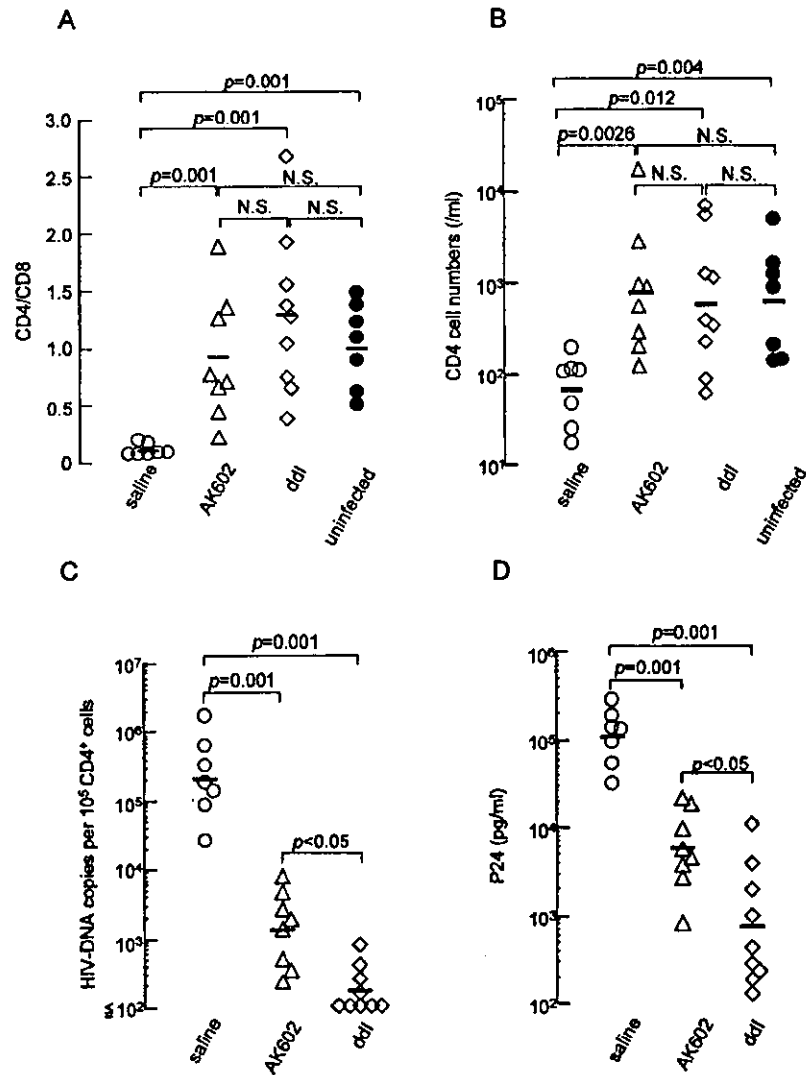 A
B
p=0.001
p=0.001
p=0.001
N.S.
N.S.
N.S.
CD4/CD8
3.0
2.5
2.0
1.5
1.0
0.5
0
saline
AK602
ddI
uninfected
p=0.004
p=0.012
p=0.0026
N.S.
N.S.
N.S.
CD4 cell numbers (/ml)
10⁵
10⁴
10³
10²
10¹
saline
AK602
ddI
uninfected
C
D
p=0.001
p=0.001
p<0.05
HIV-DNA copies per 10⁵ CD4⁺ cells
10⁷
10⁶
10⁵
10⁴
10³
≤10²
saline
AK602
ddI
p=0.001
p=0.001
p<0.05
P24 (pg/ml)
10⁶
10⁵
10⁴
10³
10²
saline
AK602
ddI